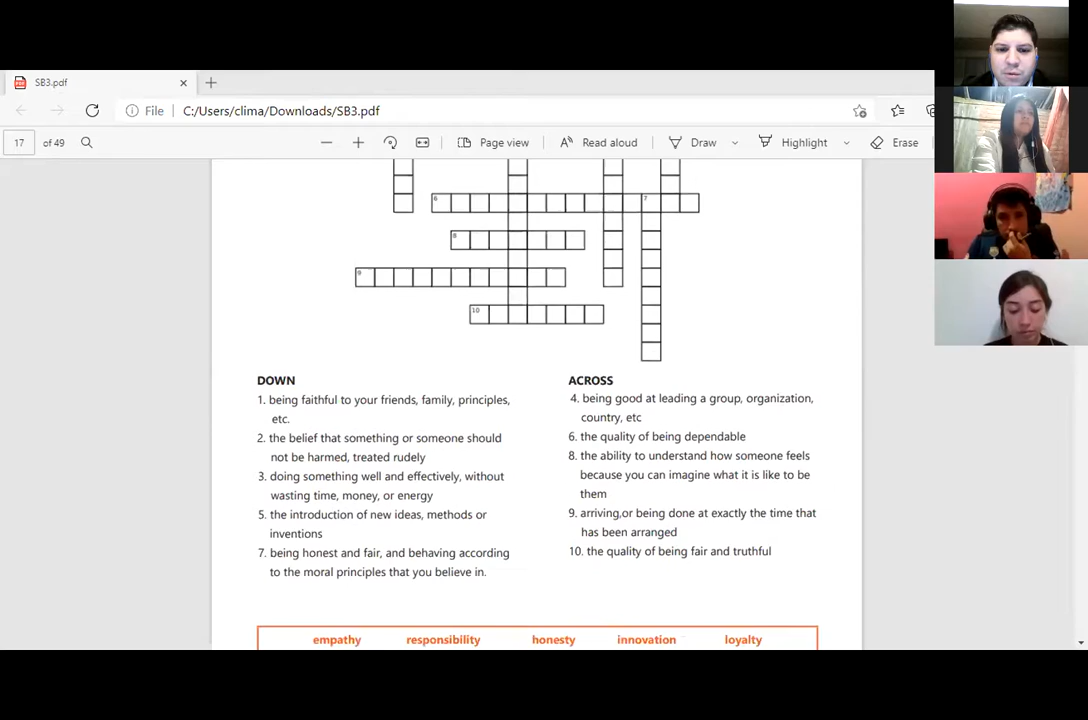 SB3.pdf
File C:/Users/clima/Downloads/SB3.pdf
17 of 49 Page view Read aloud Draw Highlight Erase
6 7
8
9
10
DOWN
1. being faithful to your friends, family, principles,
etc.
2. the belief that something or someone should
not be harmed, treated rudely
3. doing something well and effectively, without
wasting time, money, or energy
5. the introduction of new ideas, methods or
inventions
7. being honest and fair, and behaving according
to the moral principles that you believe in.
ACROSS
4. being good at leading a group, organization,
country, etc
6. the quality of being dependable
8. the ability to understand how someone feels
because you can imagine what it is like to be
them
9. arriving,or being done at exactly the time that
has been arranged
10. the quality of being fair and truthful
empathy responsibility honesty innovation loyalty